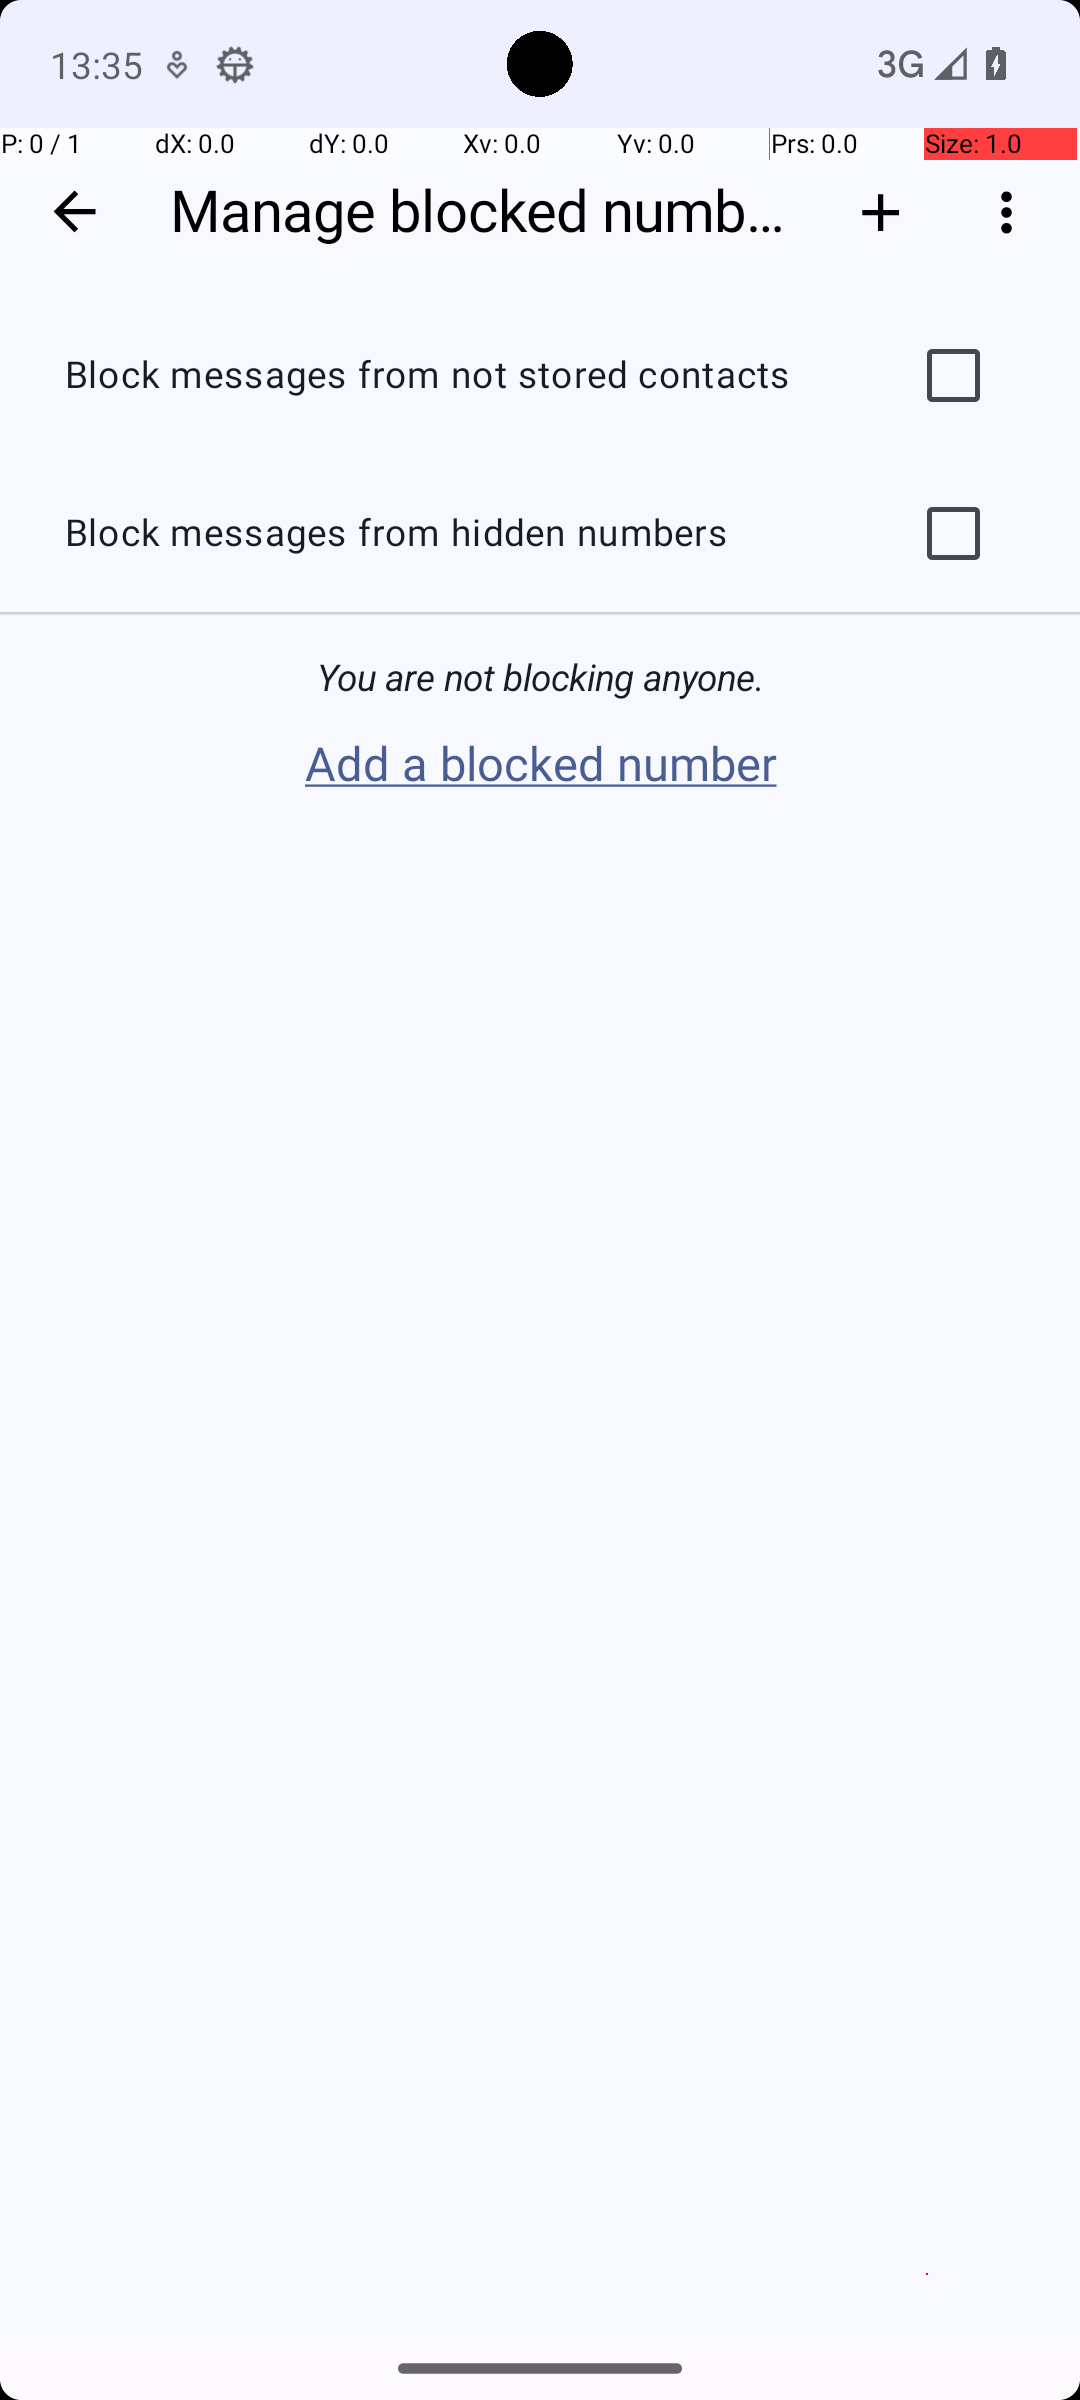 13:35
3G
P: 0 / 1 dX: 0.0 dY: 0.0 Xv: 0.0 Yv: 0.0 Prs: 0.0 Size: 1.0
Manage blocked numb…
Block messages from not stored contacts
Block messages from hidden numbers
You are not blocking anyone.
Add a blocked number